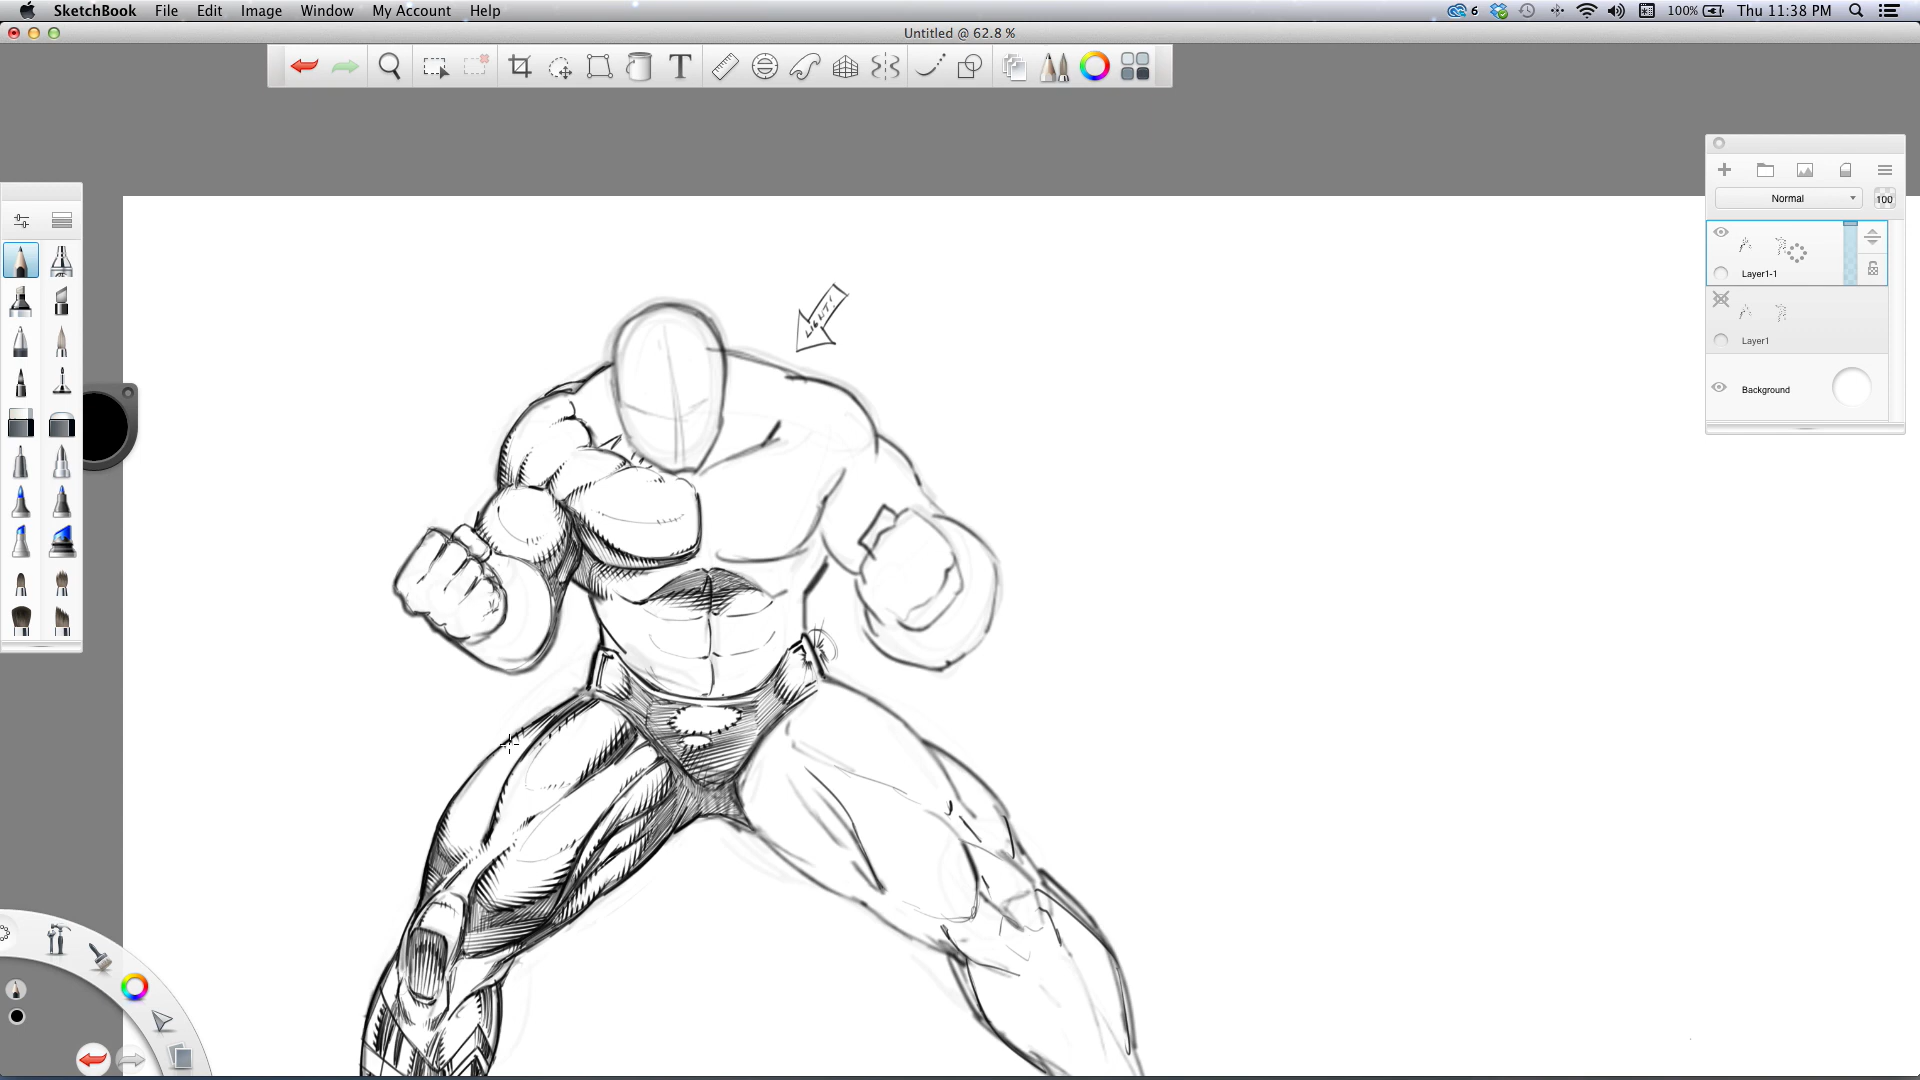 SketchBook File Edit Image Window My Account Help 6 100% Thu 11:38 PM
Untitled @ 62.8 %
T
Normal 100
Layer1-1
Layer1
Background
LIGHT!